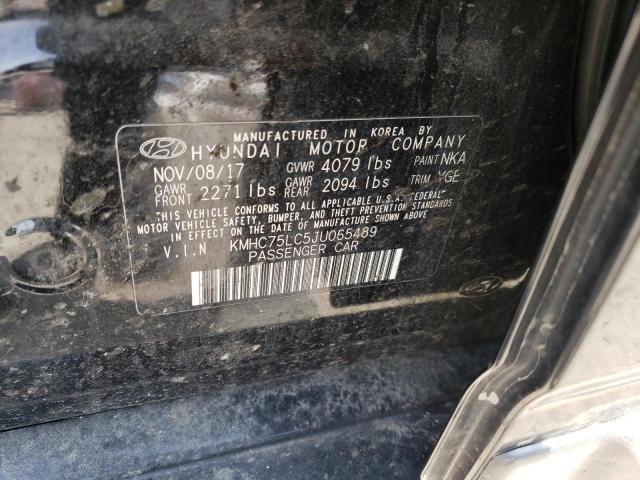 MANUFACTURED IN KOREA BY
HYUNDAI MOTOR COMPANY
NOV/08/17 GVWR 4079 lbs PAINT NKA
GAWR FRONT 2271 lbs GAWR 2094 lbs TRIM YGE
"THIS VEHICLE CONFORMS TO ALL APPLICABLE U.S.A. FEDERAL
MOTOR VEHICLE SAFETY, BUMPER, AND THEFT PREVENTION STANDARDS
IN EFFECT ON THE DATE OF MANUFACTURE SHOWN ABOVE."
V.I.N KMHC75LC5JU065489
PASSENGER CAR